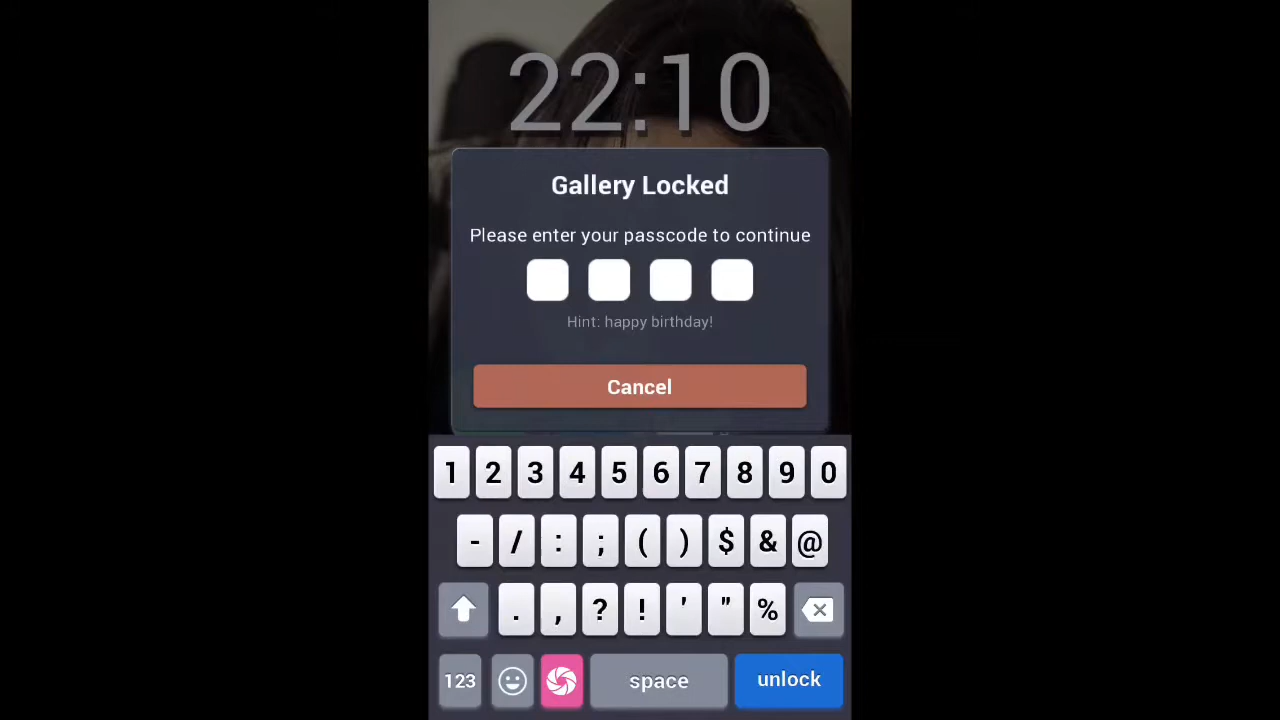 22:10
Gallery Locked
Please enter your passcode to continue
Hint: happy birthday!
Cancel
1 2 3 4 5 6 7 8 9 0
- / : ; ( ) $ & @
. , ? ! ' " %
123 space unlock